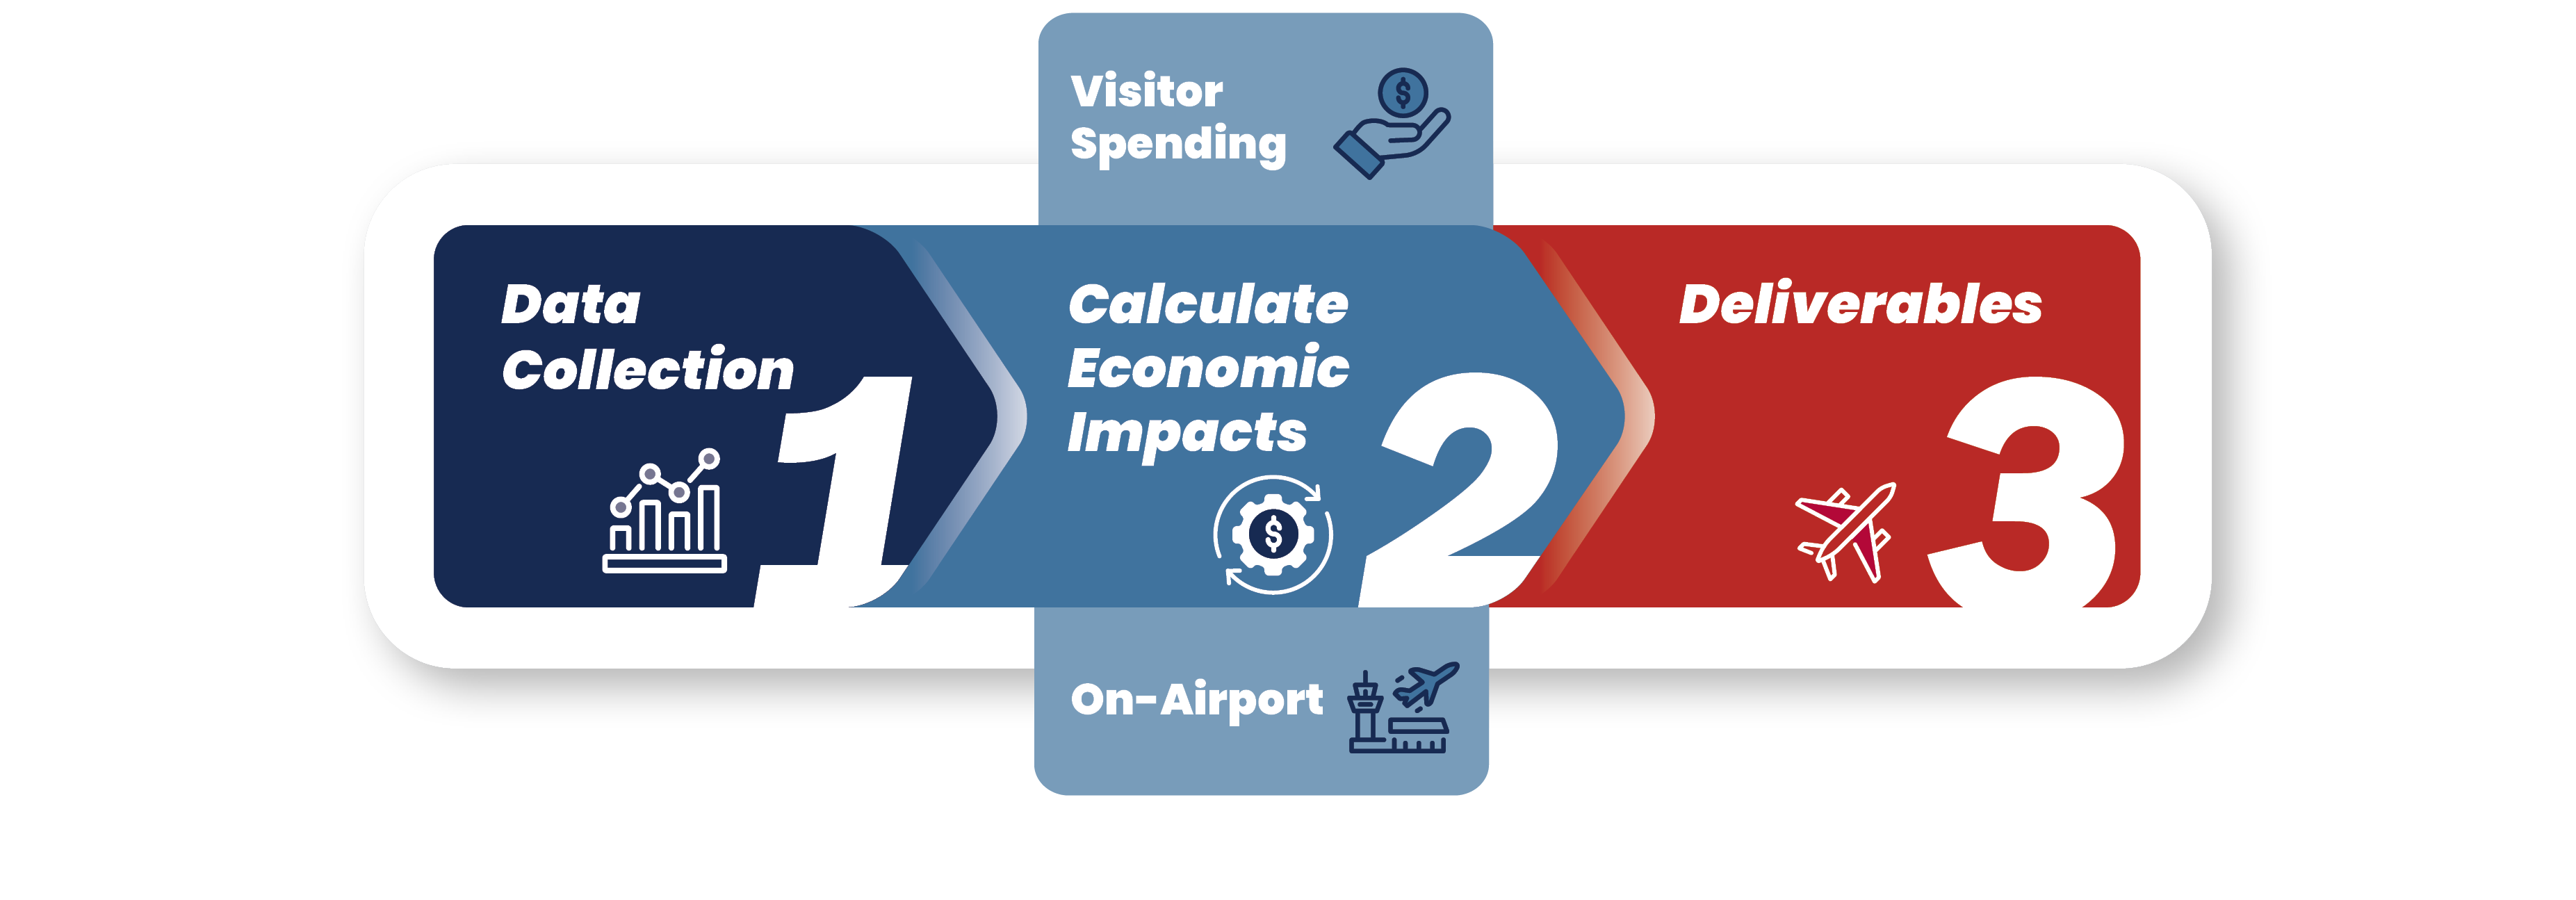 Visitor
Spending
$
Data
Collection
1
Calculate
Economic
Impacts
$
2
Deliverables
3
On-Airport